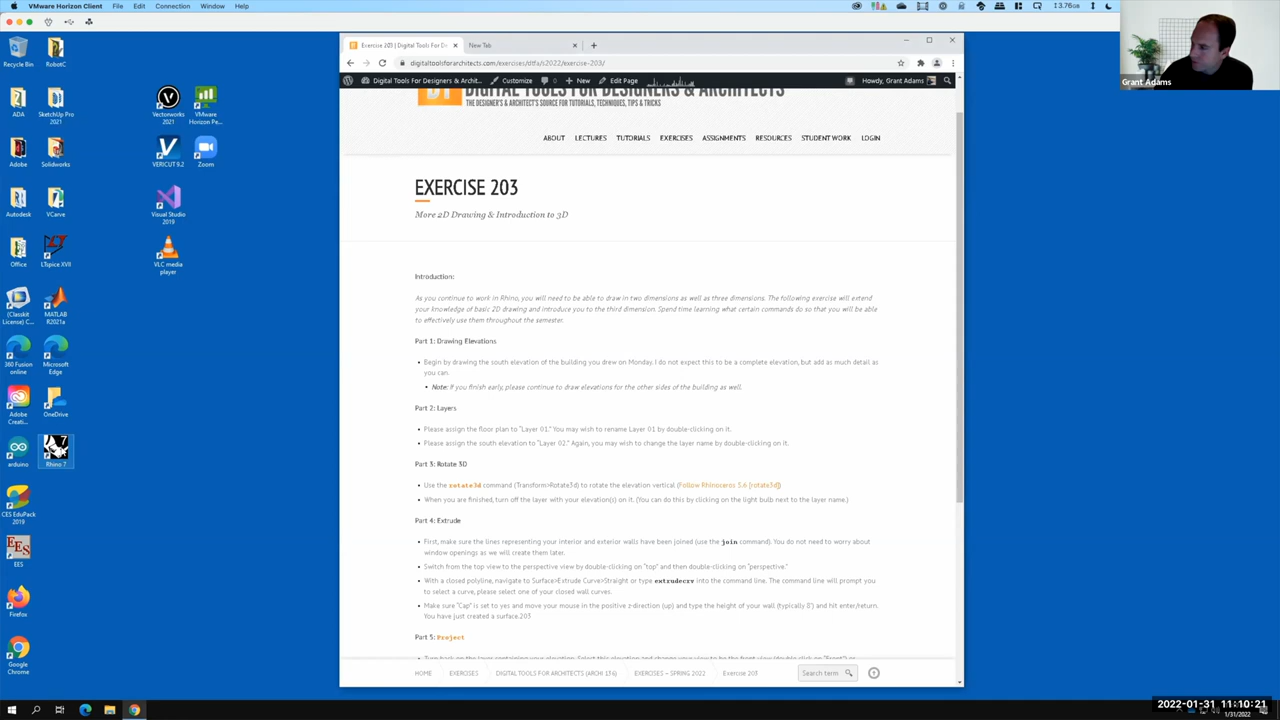 VMware Horizon Client File Edit Connection Window Help
Grant Adams
Recycle Bin
RobotC
ADA
SketchUp Pro 2021
Vectorworks 2021
VMware Horizon Pe...
Adobe
Solidworks
VERICUT 9.2
Zoom
Autodesk
VCarve
Visual Studio 2019
Office
LTspice XVII
VLC media player
(Classkit License) C...
MATLAB R2021a
360 Fusion online
Microsoft Edge
Adobe Creati...
OneDrive
arduino
Rhino 7
CES EduPack 2019
EES
Firefox
Google Chrome
Exercise 203 | Digital Tools For De
New Tab
digitaltoolsforarchitects.com/exercises/dtfa/s2022/exercise-203/
Digital Tools For Designers & Archit... Customize 0 New Edit Page Howdy, Grant Adams
DT DIGITAL TOOLS FOR DESIGNERS & ARCHITECTS
THE DESIGNER'S & ARCHITECT'S SOURCE FOR TUTORIALS, TECHNIQUES, TIPS & TRICKS
ABOUT LECTURES TUTORIALS EXERCISES ASSIGNMENTS RESOURCES STUDENT WORK LOGIN
EXERCISE 203
More 2D Drawing & Introduction to 3D
Introduction:
As you continue to work in Rhino, you will need to be able to draw in two dimensions as well as three dimensions. The following exercise will extend
your knowledge of basic 2D drawing and introduce you to the third dimension. Spend time learning what certain commands do so that you will be able
to effectively use them throughout the semester.
Part 1: Drawing Elevations
• Begin by drawing the south elevation of the building you drew on Monday. I do not expect this to be a complete elevation, but add as much detail as
you can.
• Note: If you finish early, please continue to draw elevations for the other sides of the building as well.
Part 2: Layers
• Please assign the floor plan to "Layer 01." You may wish to rename Layer 01 by double-clicking on it.
• Please assign the south elevation to "Layer 02." Again, you may wish to change the layer name by double-clicking on it.
Part 3: Rotate 3D
• Use the rotate3d command (Transform>Rotate3d) to rotate the elevation vertical (Follow Rhinoseros 5.6 [rotate3d])
• When you are finished, turn off the layer with your elevation(s) on it. (You can do this by clicking on the light bulb next to the layer name.)
Part 4: Extrude
• First, make sure the lines representing your interior and exterior walls have been joined (use the join command). You do not need to worry about
window openings as we will create them later.
• Switch from the top view to the perspective view by double-clicking on "top" and then double-clicking on "perspective."
• With a closed polyline, navigate to Surface>Extrude Curve>Straight or type extrudecrv into the command line. The command line will prompt you
to select a curve, please select one of your closed wall curves.
• Make sure "Cap" is set to yes and move your mouse in the positive z-direction (up) and type the height of your wall (typically 8') and hit enter/return.
You have just created a surface.203
Part 5: Project
HOME EXERCISES DIGITAL TOOLS FOR ARCHITECTS (ARCHI 136) EXERCISES – SPRING 2022 Exercise 203 Search term
2022-01-31 11:10:21
1/31/2022